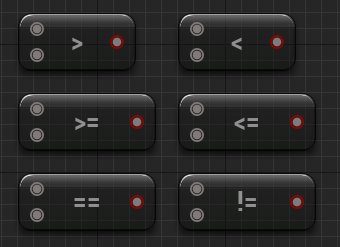 > <
>= <=
== !=